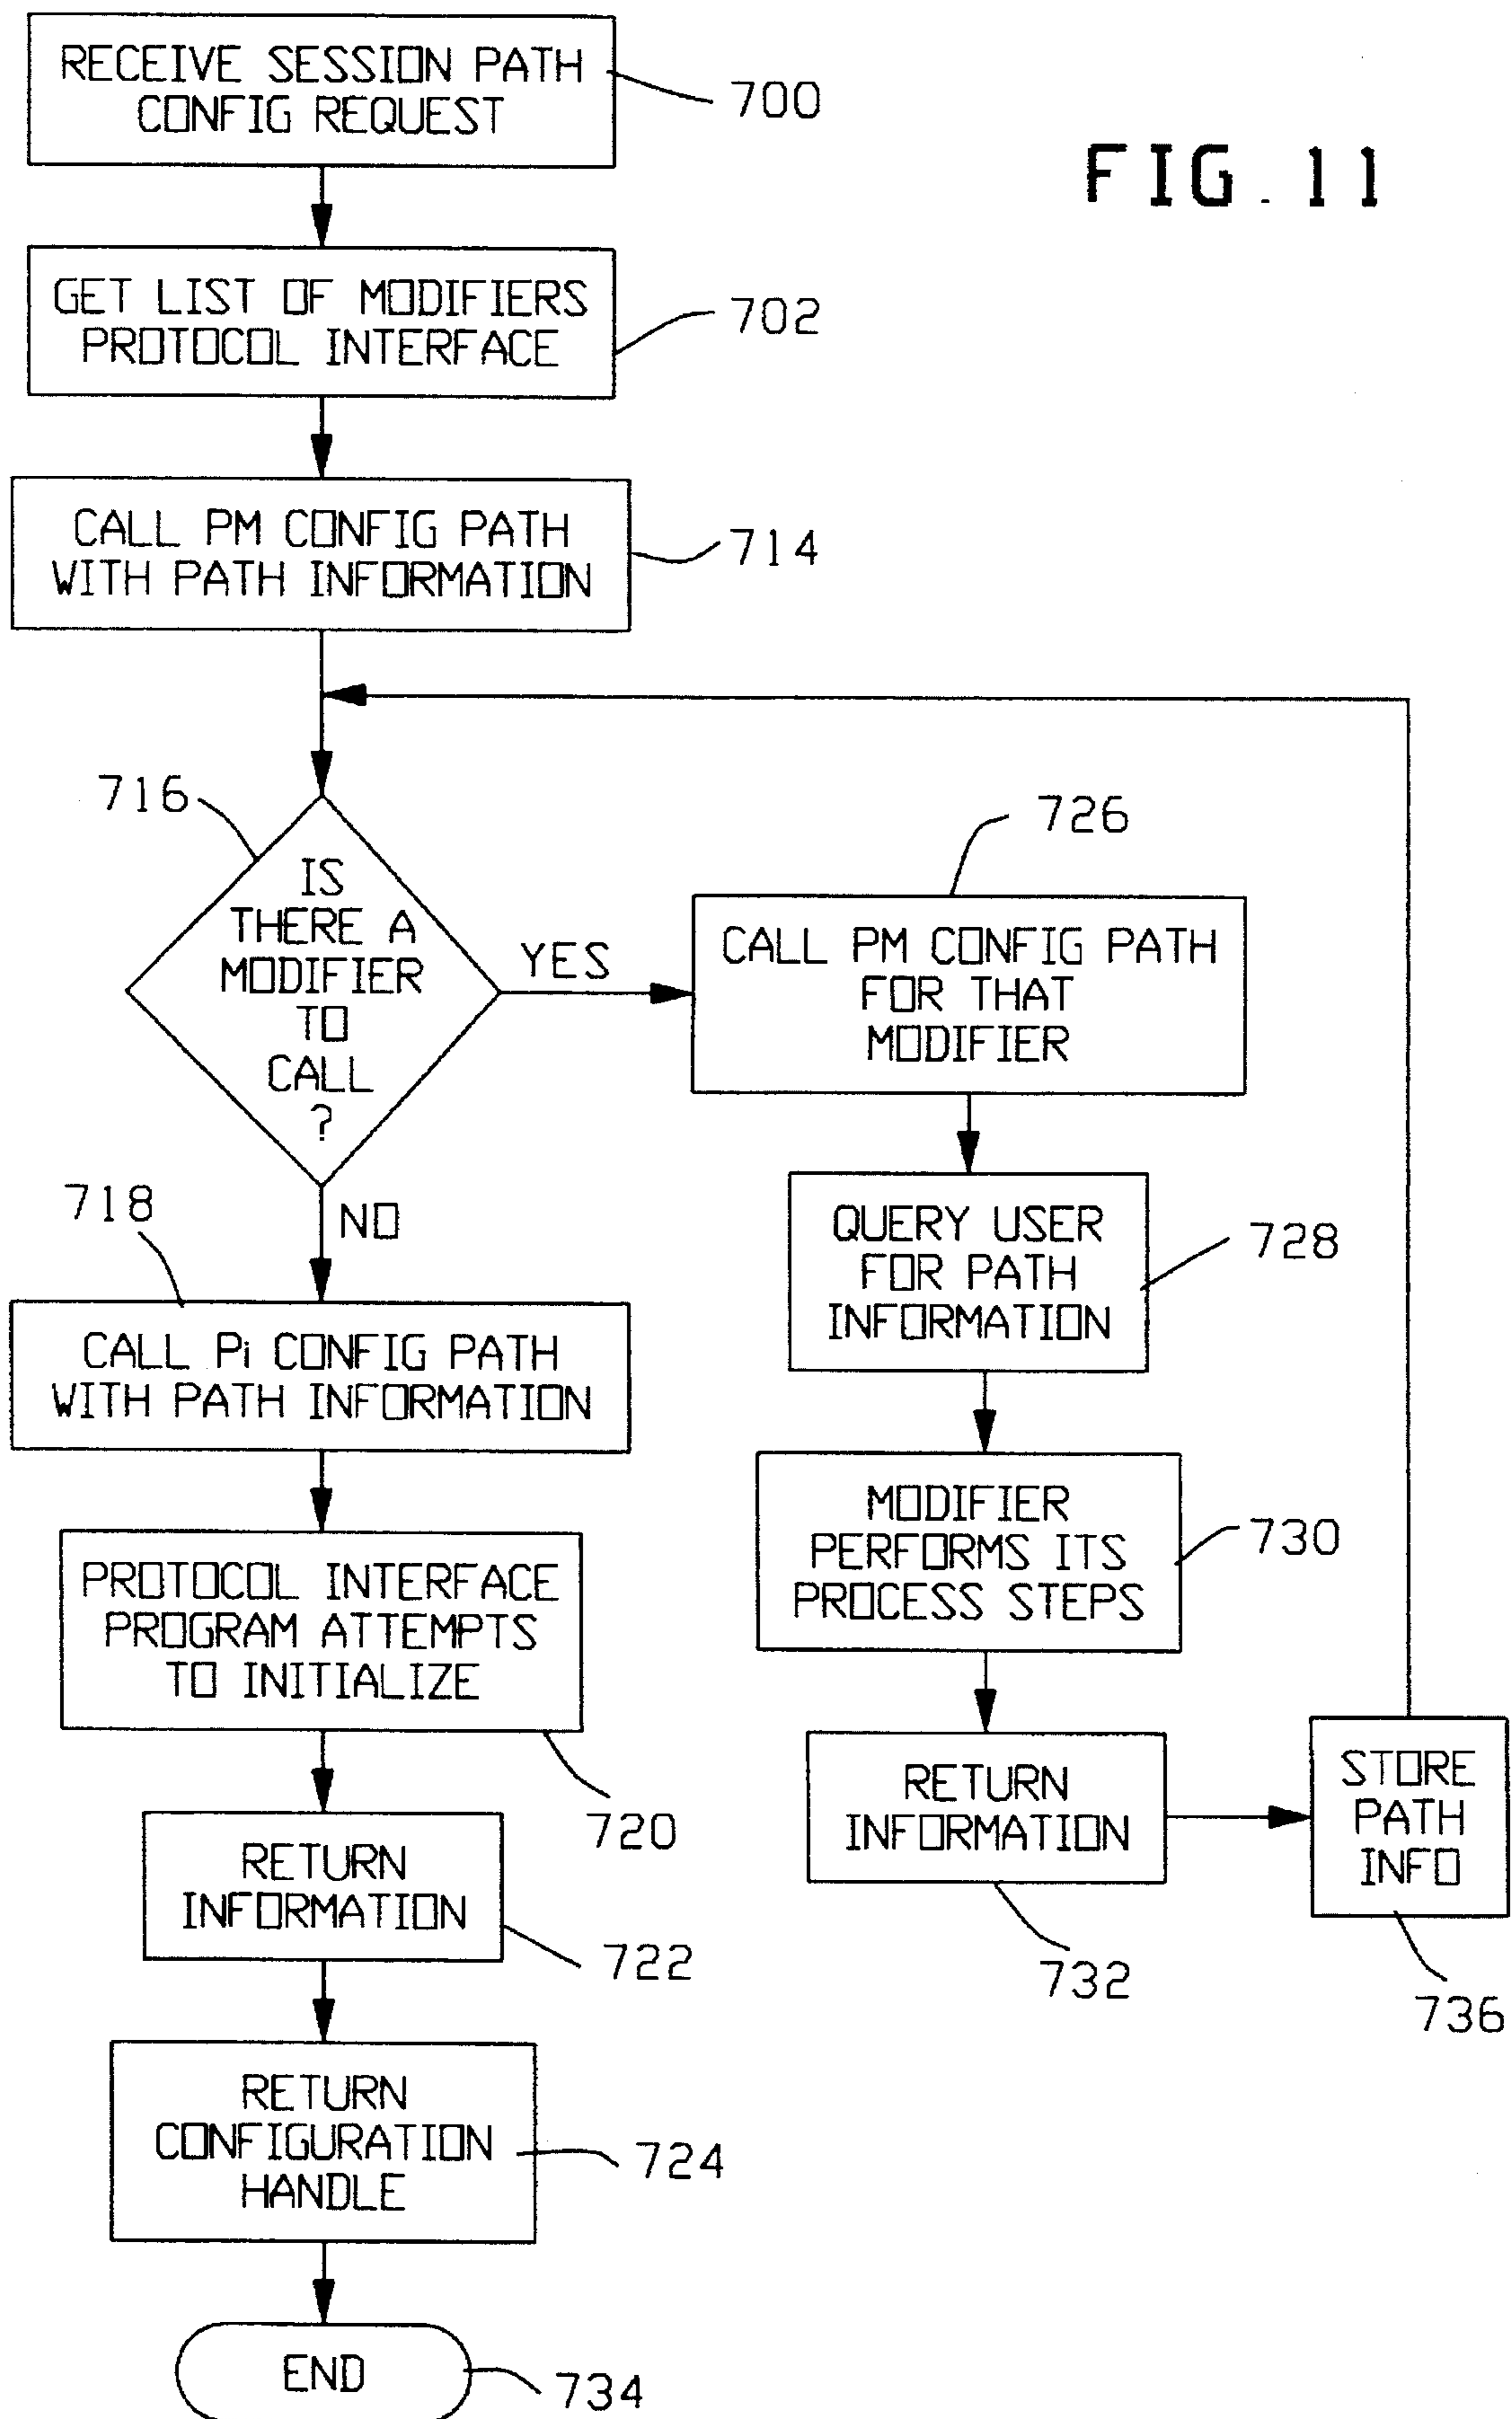 RECEIVE SESSION PATH
CONFIG REQUEST
700
FIG. 11
GET LIST OF MODIFIERS
PROTOCOL INTERFACE
702
CALL PM CONFIG PATH
WITH PATH INFORMATION
714
716
IS
THERE A
MODIFIER
TO
CALL
?
YES
NO
726
CALL PM CONFIG PATH
FOR THAT
MODIFIER
QUERY USER
FOR PATH
INFORMATION
728
MODIFIER
PERFORMS ITS
PROCESS STEPS
730
RETURN
INFORMATION
732
STORE
PATH
INFO
736
718
CALL Pi CONFIG PATH
WITH PATH INFORMATION
PROTOCOL INTERFACE
PROGRAM ATTEMPTS
TO INITIALIZE
720
RETURN
INFORMATION
722
RETURN
CONFIGURATION
HANDLE
724
END
734